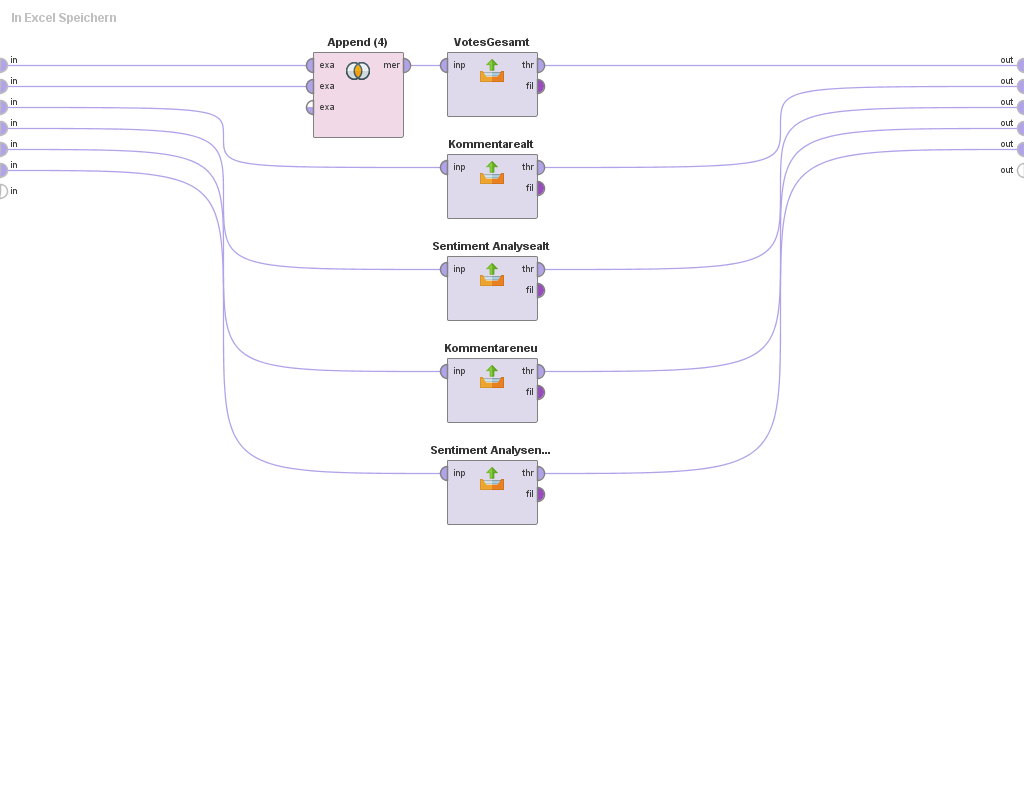 In Excel Speichern
Append (4)
VotesGesamt
in
exa
mer
inp
thr
out
in
exa
fil
out
in
exa
out
in
out
Kommentarealt
in
out
in
inp
thr
out
in
fil
Sentiment Analysealt
inp
thr
fil
Kommentareneu
inp
thr
fil
Sentiment Analysen...
inp
thr
fil